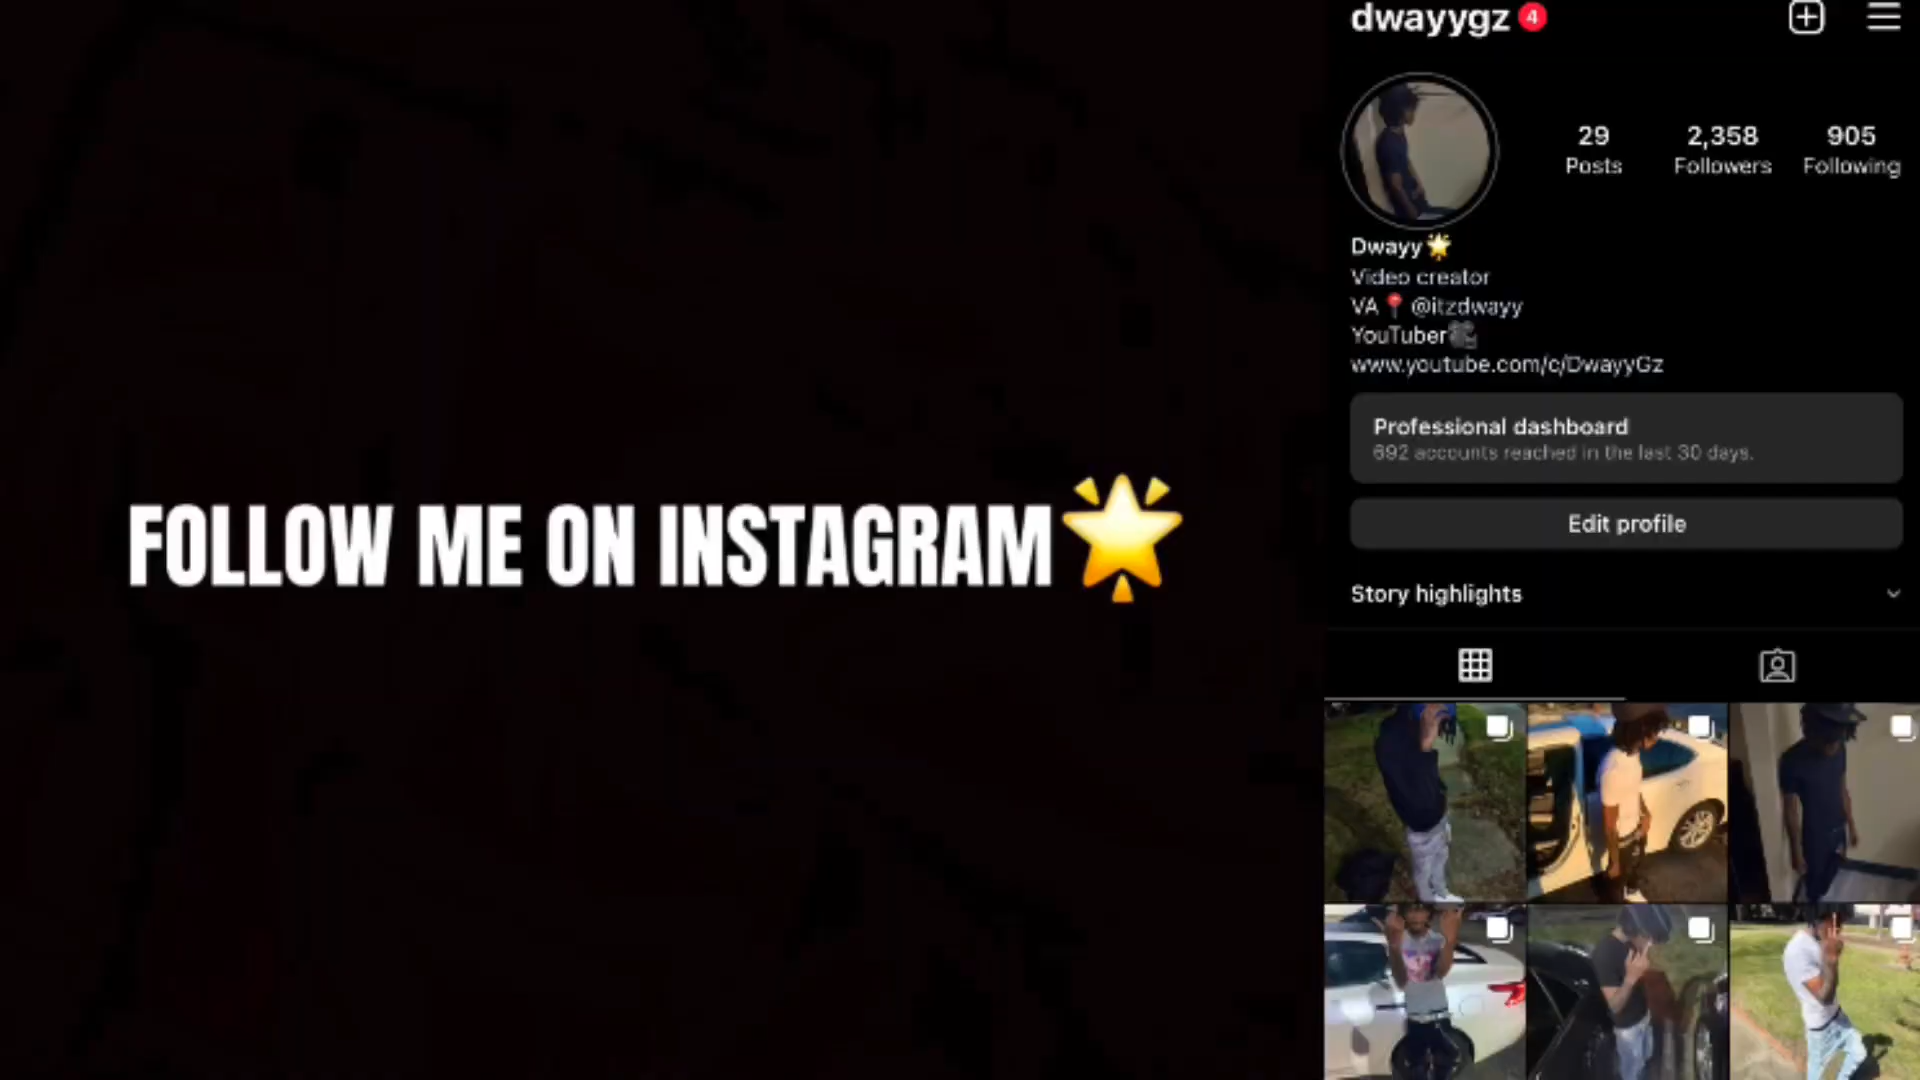 FOLLOW ME ON INSTAGRAM🌟
dwayygz 4
29
Posts
2,358
Followers
905
Following
Dwayy🌟
Video creator
VA📍 @itzdwayy
YouTuber🎥
www.youtube.com/c/DwayyGz
Professional dashboard
692 accounts reached in the last 30 days.
Edit profile
Story highlights